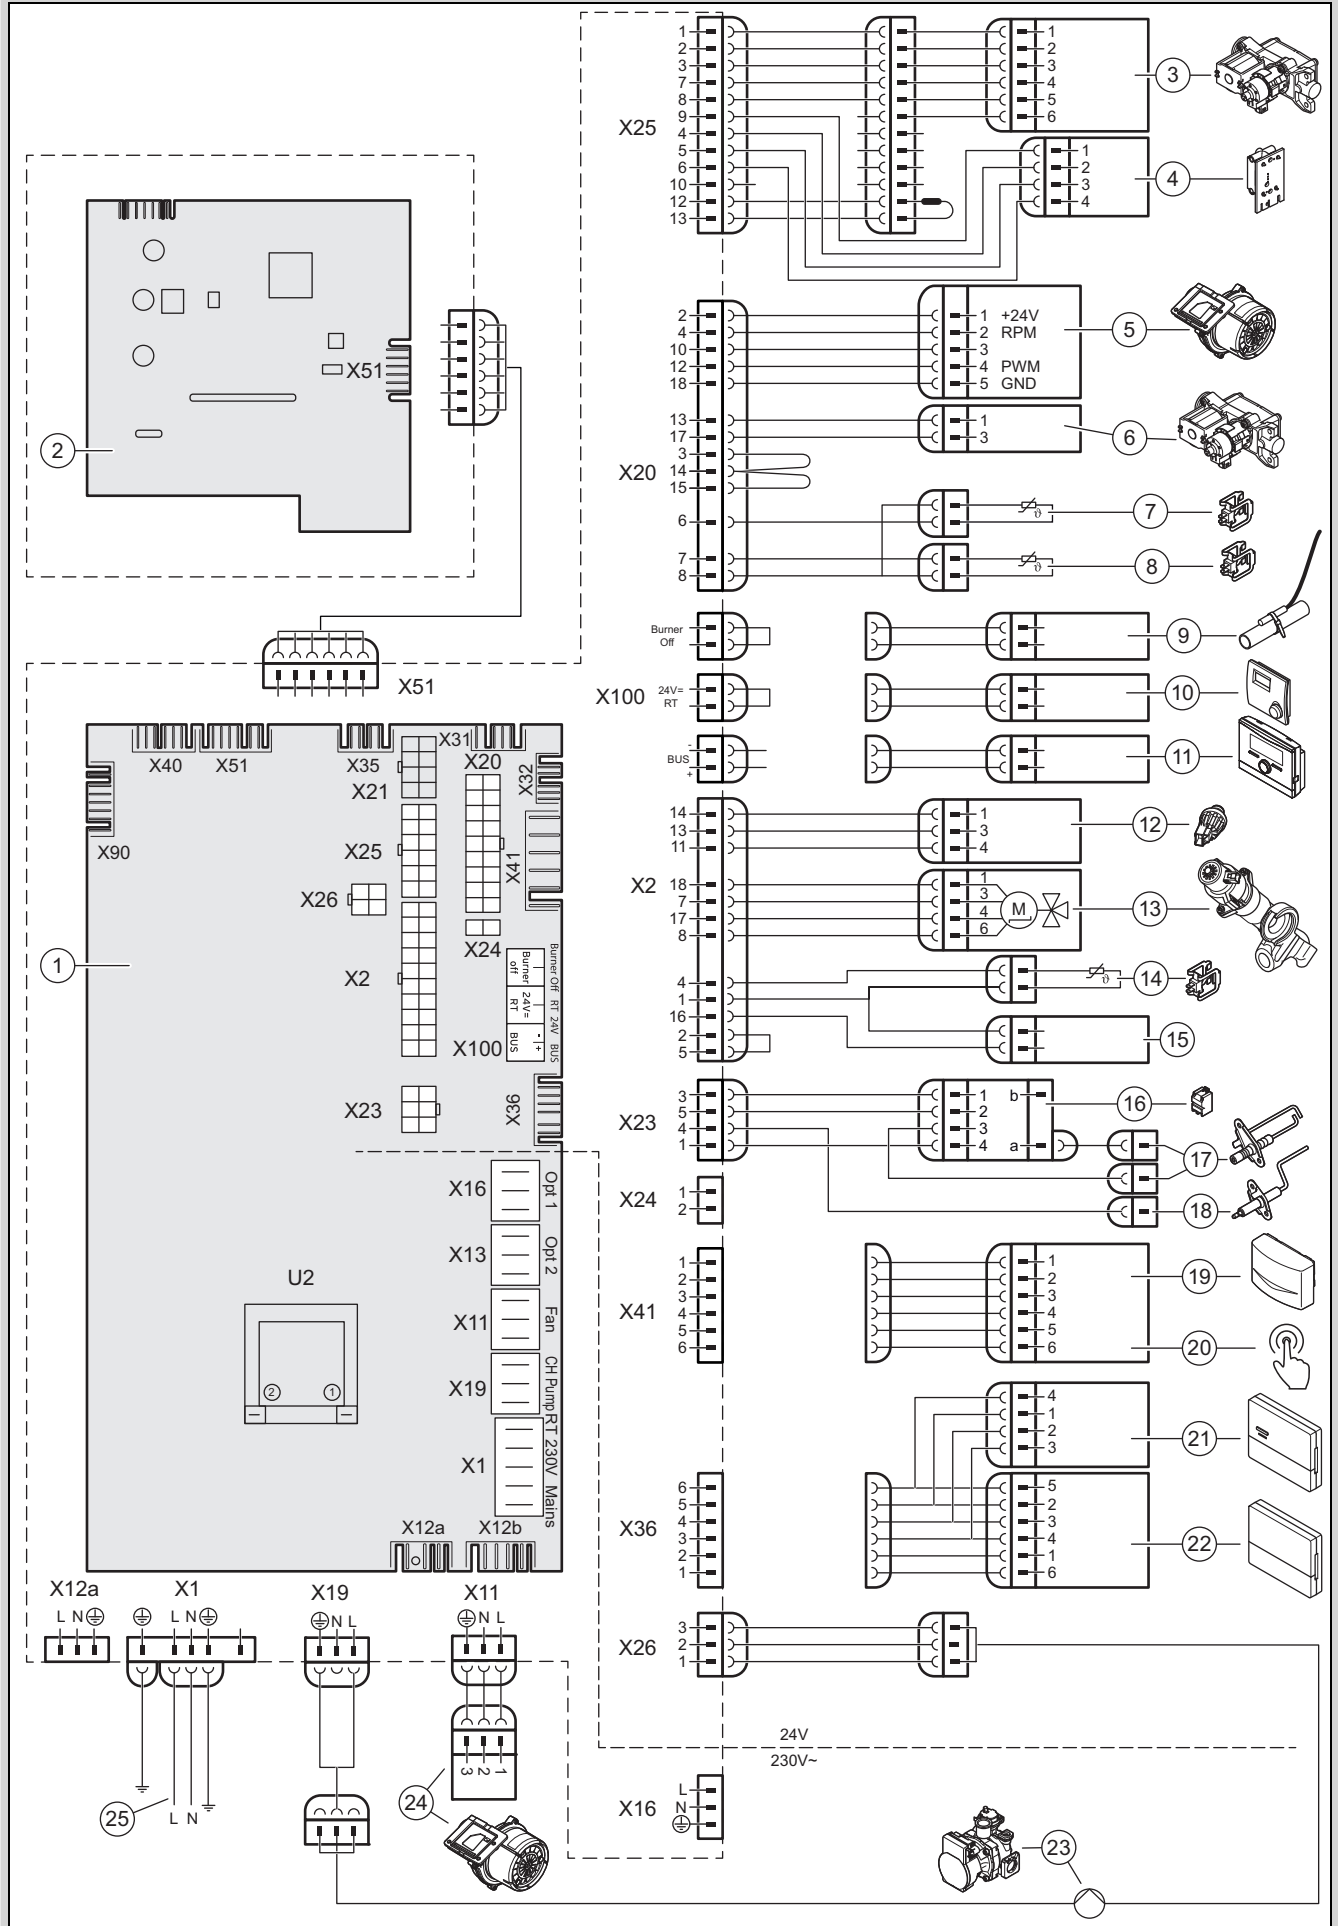 X25
1
2
3
7
8
9
4
5
6
10
12
13
1
2
3
4
5
6
3
1
2
3
4
4
X51
2
X51
X20
2
4
10
12
18
13
17
3
14
15
6
7
8
1 +24V
2 RPM
3
4 PWM
5 GND
5
1
3
6
ϑ
7
ϑ
8
Burner
Off
9
X100
24V=
RT
10
-
BUS
+
11
X40
X51
X35
X31
X20
X32
X21
X90
X25
X41
X26
X24
X2
1
Burner Off RT 24V BUS
Burner
off
24V=
RT
BUS
- +
X100
X23
X36
X16
Opt 1
X13
Opt 2
U2
2
1
X11
Fan
X19
CH Pump
X1
RT 230V Mains
X12a
X12b
X2
14
13
11
18
7
17
8
4
1
16
2
5
1
3
4
12
1
3
4
6
M
13
ϑ
14
15
X23
3
5
4
1
1
2
3
4
b
a
16
17
18
X24
1
2
X41
1
2
3
4
5
6
1
2
3
4
5
6
19
20
4
1
2
3
21
X36
6
5
4
3
2
1
5
2
3
4
1
6
22
X26
3
2
1
24V
230V~
X16
L
N
X12a
L N
X1
L N
X19
N L
X11
N L
3 2 1
24
25
L N
23